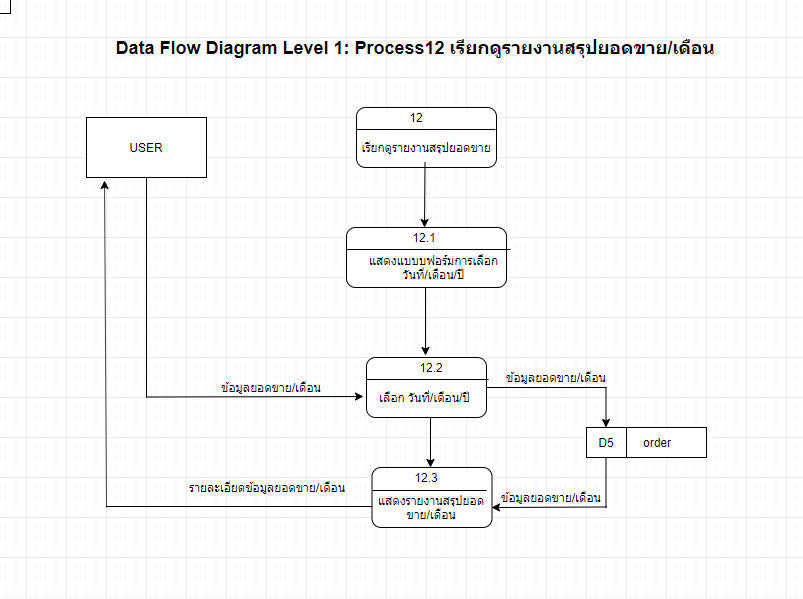 Data Flow Diagram Level 1: Process12 เรียกดูรายงานสรุปยอดขาย/เดือน
USER
12
เรียกดูรายงานสรุปยอดขาย
12.1
แสดงแบบบฟอร์มการเลือก
วันที่/เดือน/ปี
12.2
เลือก วันที่/เดือน/ปี
ข้อมูลยอดขาย/เดือน
ข้อมูลยอดขาย/เดือน
D5
order
12.3
แสดงรายงานสรุปยอด
ขาย/เดือน
รายละเอียดข้อมูลยอดขาย/เดือน
ข้อมูลยอดขาย/เดือน